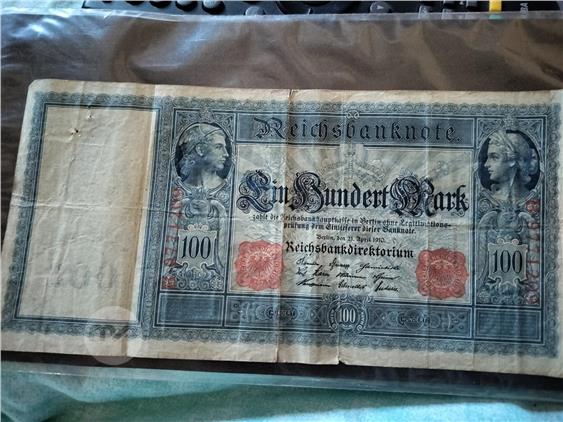 Reichsbanknote.
Ein Hundert Mark
zahlt die Reichsbankhauptkasse in Berlin ohne Legitimations-
prüfung dem Einlieferer dieser Banknote.
Berlin, den 21. April 1910.
Reichsbankdirektorium
100
100
100